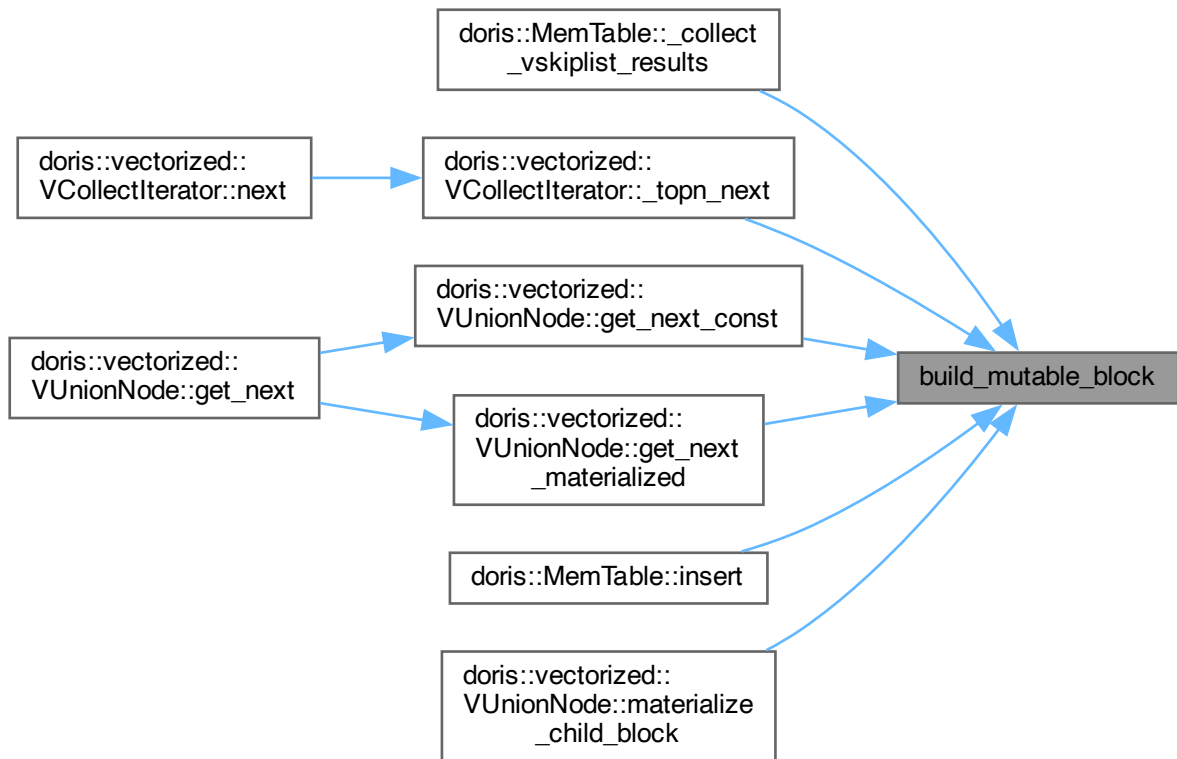 doris::MemTable::_collect
_vskiplist_results
doris::vectorized::
VCollectIterator::next
doris::vectorized::
VCollectIterator::_topn_next
doris::vectorized::
VUnionNode::get_next_const
doris::vectorized::
VUnionNode::get_next
build_mutable_block
doris::vectorized::
VUnionNode::get_next
_materialized
doris::MemTable::insert
doris::vectorized::
VUnionNode::materialize
_child_block